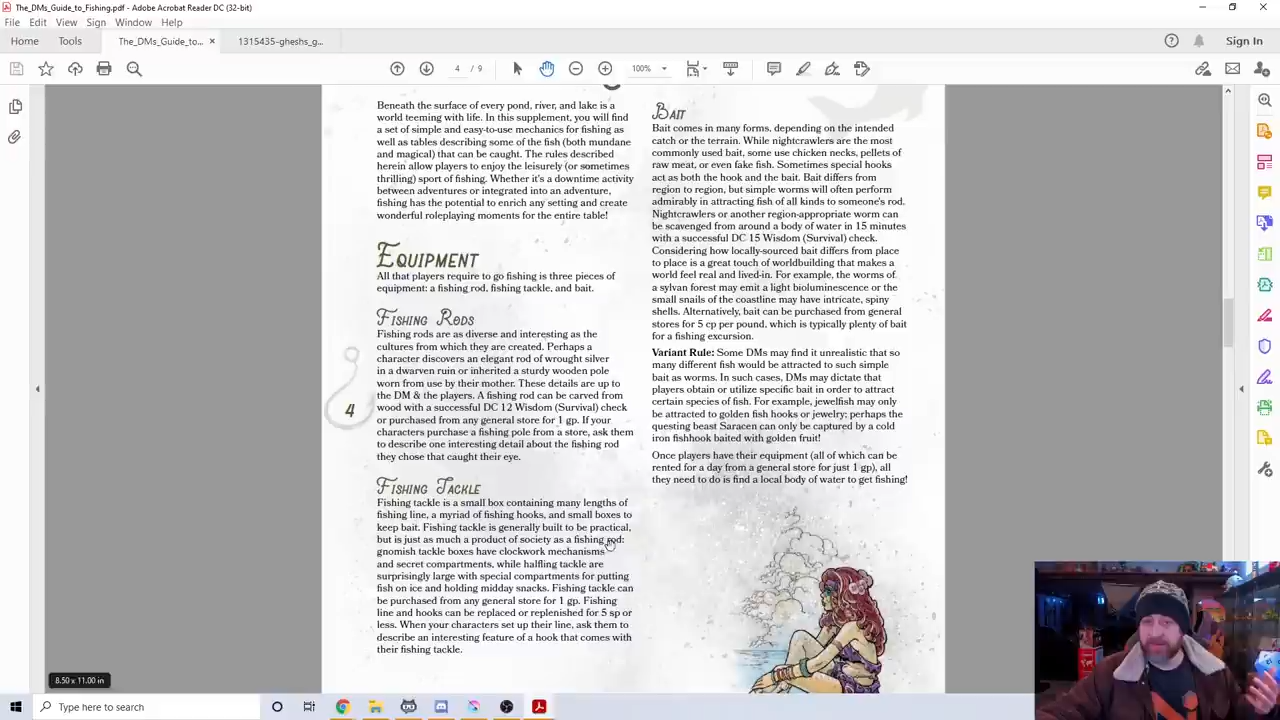 The_DMs_Guide_to_Fishing.pdf - Adobe Acrobat Reader DC (32-bit)
File Edit View Sign Window Help
Home Tools The_DMs_Guide_to... × 1315435-gheshs_g... Sign In
4 / 9 100%
Beneath the surface of every pond, river, and lake is a
world teeming with life. In this supplement, you will find
a set of simple and easy-to-use mechanics for fishing as
well as tables describing some of the fish (both mundane
and magical) that can be caught. The rules described
herein allow players to enjoy the leisurely (or sometimes
thrilling) sport of fishing. Whether it's a downtime activity
between adventures or integrated into an adventure,
fishing has the potential to enrich any setting and create
wonderful roleplaying moments for the entire table!
Equipment
All that players require to go fishing is three pieces of
equipment: a fishing rod, fishing tackle, and bait.
Fishing Rods
Fishing rods are as diverse and interesting as the
cultures from which they are created. Perhaps a
character discovers an elegant rod of wrought silver
in a dwarven ruin or inherited a sturdy wooden pole
worn from use by their mother. These details are up to
the DM & the players. A fishing rod can be carved from
wood with a successful DC 12 Wisdom (Survival) check
or purchased from any general store for 1 gp. If your
characters purchase a fishing pole from a store, ask them
to describe one interesting detail about the fishing rod
they chose that caught their eye.
4
Fishing Tackle
Fishing tackle is a small box containing many lengths of
fishing line, a myriad of fishing hooks, and small boxes to
keep bait. Fishing tackle is generally built to be practical,
but is just as much a product of society as a fishing rod:
gnomish tackle boxes have clockwork mechanisms
and secret compartments, while halfling tackle are
surprisingly large with special compartments for putting
fish on ice and holding midday snacks. Fishing tackle can
be purchased from any general store for 1 gp. Fishing
line and hooks can be replaced or replenished for 5 sp or
less. When your characters set up their line, ask them to
describe an interesting feature of a hook that comes with
their fishing tackle.
Bait
Bait comes in many forms, depending on the intended
catch or the terrain. While nightcrawlers are the most
commonly used bait, some use chicken necks, pellets of
raw meat, or even fake fish. Sometimes special hooks
act as both the hook and the bait. Bait differs from
region to region, but simple worms will often perform
admirably in attracting fish of all kinds to someone's rod.
Nightcrawlers or another region-appropriate worm can
be scavenged from around a body of water in 15 minutes
with a successful DC 15 Wisdom (Survival) check.
Considering how locally-sourced bait differs from place
to place is a great touch of worldbuilding that makes a
world feel real and lived-in. For example, the worms of
a sylvan forest may emit a light bioluminescence or the
small snails of the coastline may have intricate, spiny
shells. Alternatively, bait can be purchased from general
stores for 5 cp per pound, which is typically plenty of bait
for a fishing excursion.
Variant Rule: Some DMs may find it unrealistic that so
many different fish would be attracted to such simple
bait as worms. In such cases, DMs may dictate that
players obtain or utilize specific bait in order to attract
certain species of fish. For example, jewelfish may only
be attracted to golden fish hooks or jewelry; perhaps the
questing beast Saracen can only be captured by a cold
iron fishhook baited with golden fruit!
Once players have their equipment (all of which can be
rented for a day from a general store for just 1 gp), all
they need to do is find a local body of water to get fishing!
8.50 x 11.00 in
Type here to search